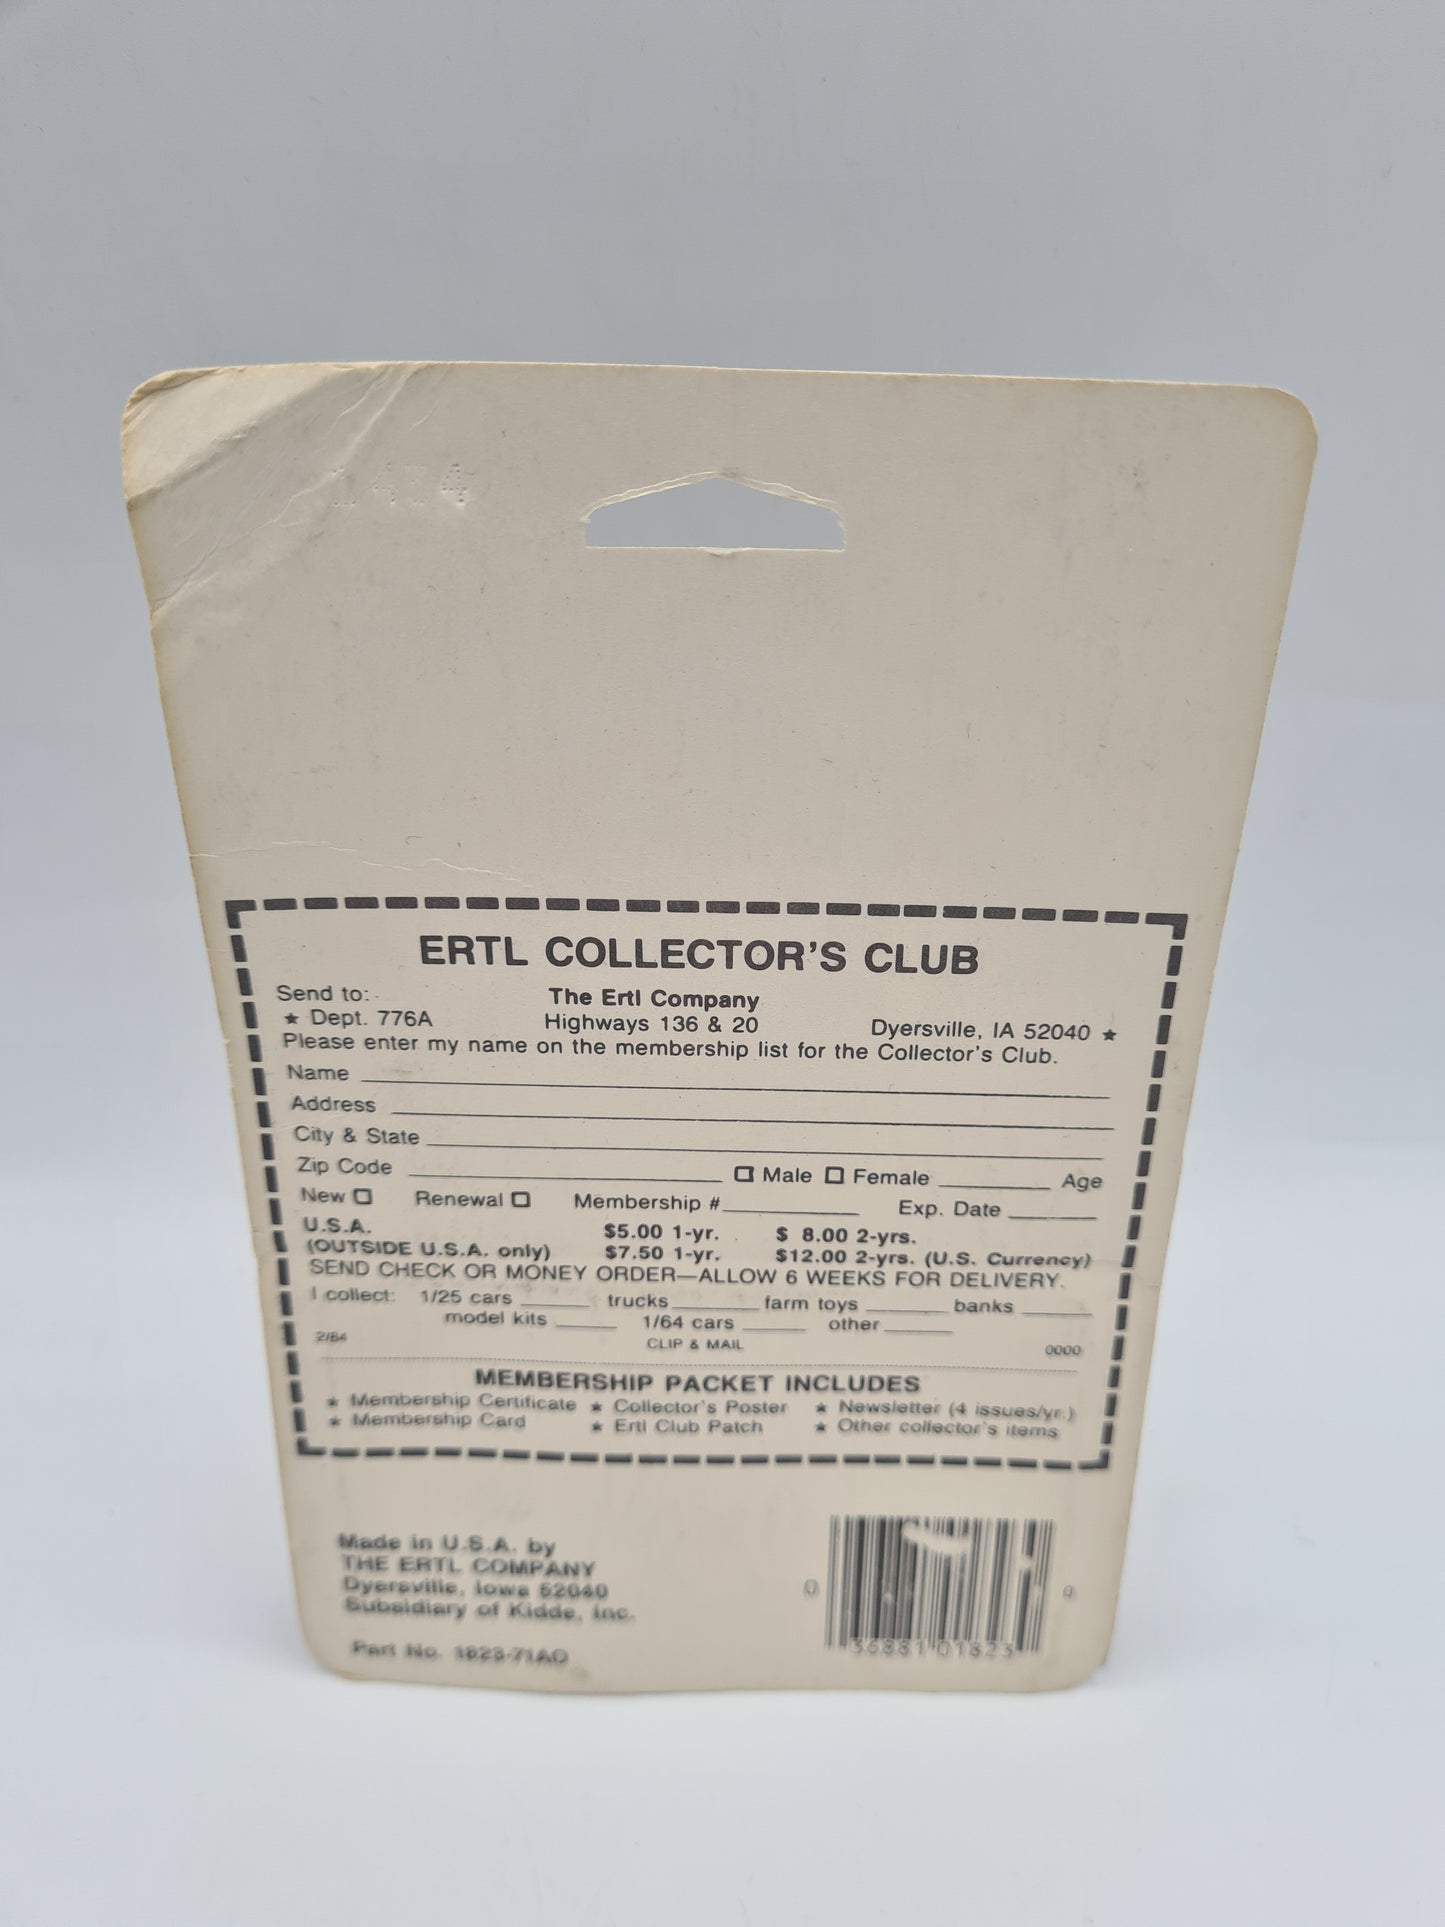 ERTL COLLECTOR'S CLUB
Send to: The Ertl Company
★ Dept. 776A Highways 136 & 20 Dyersville, IA 52040 ★
Please enter my name on the membership list for the Collector's Club.
Name
Address
City & State
Zip Code Male Female Age
New Renewal Membership # Exp. Date
U.S.A. $5.00 1-yr. $ 8.00 2-yrs.
(OUTSIDE U.S.A. only) $7.50 1-yr. $12.00 2-yrs. (U.S. Currency)
SEND CHECK OR MONEY ORDER—ALLOW 6 WEEKS FOR DELIVERY.
I collect: 1/25 cars trucks farm toys banks
model kits 1/64 cars other
2/84 CLIP & MAIL 0000
MEMBERSHIP PACKET INCLUDES
★ Membership Certificate ★ Collector's Poster ★ Newsletter (4 issues/yr.)
★ Membership Card ★ Ertl Club Patch ★ Other collector's items
Made in U.S.A. by
THE ERTL COMPANY
Dyersville, Iowa 52040
Subsidiary of Kidde, Inc.
Part No. 1823-71AO
0 36881 01823